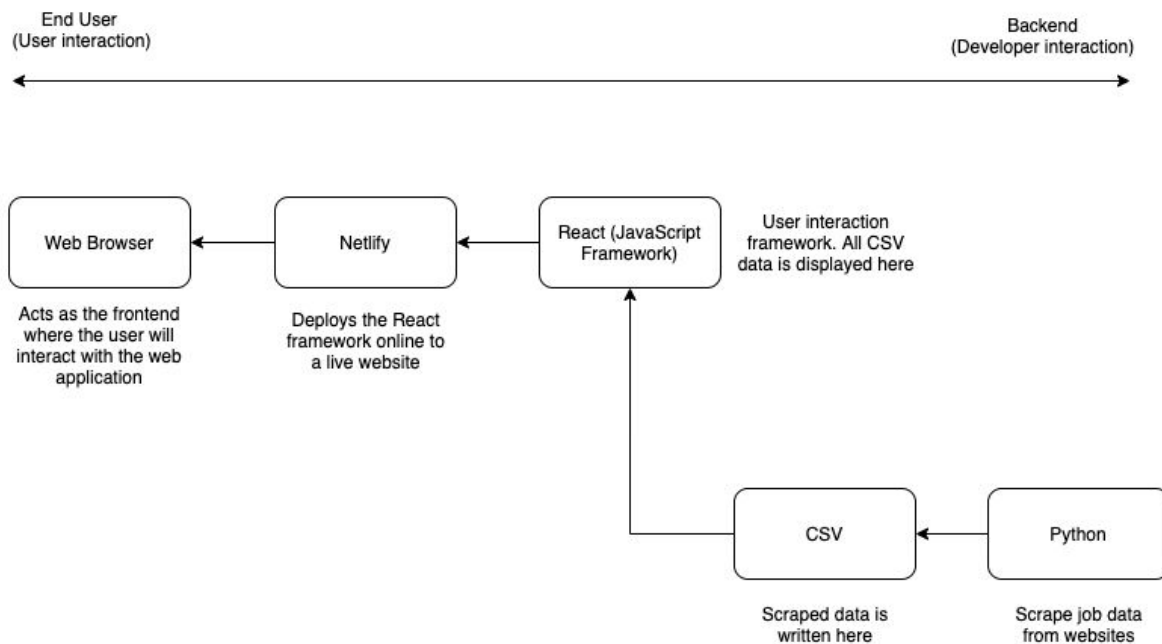 End User
(User interaction)
Backend
(Developer interaction)
Web Browser
Netlify
React (JavaScript
Framework)
User interaction
framework. All CSV
data is displayed here
Acts as the frontend
where the user will
interact with the web
application
Deploys the React
framework online to
a live website
CSV
Python
Scraped data is
written here
Scrape job data
from websites